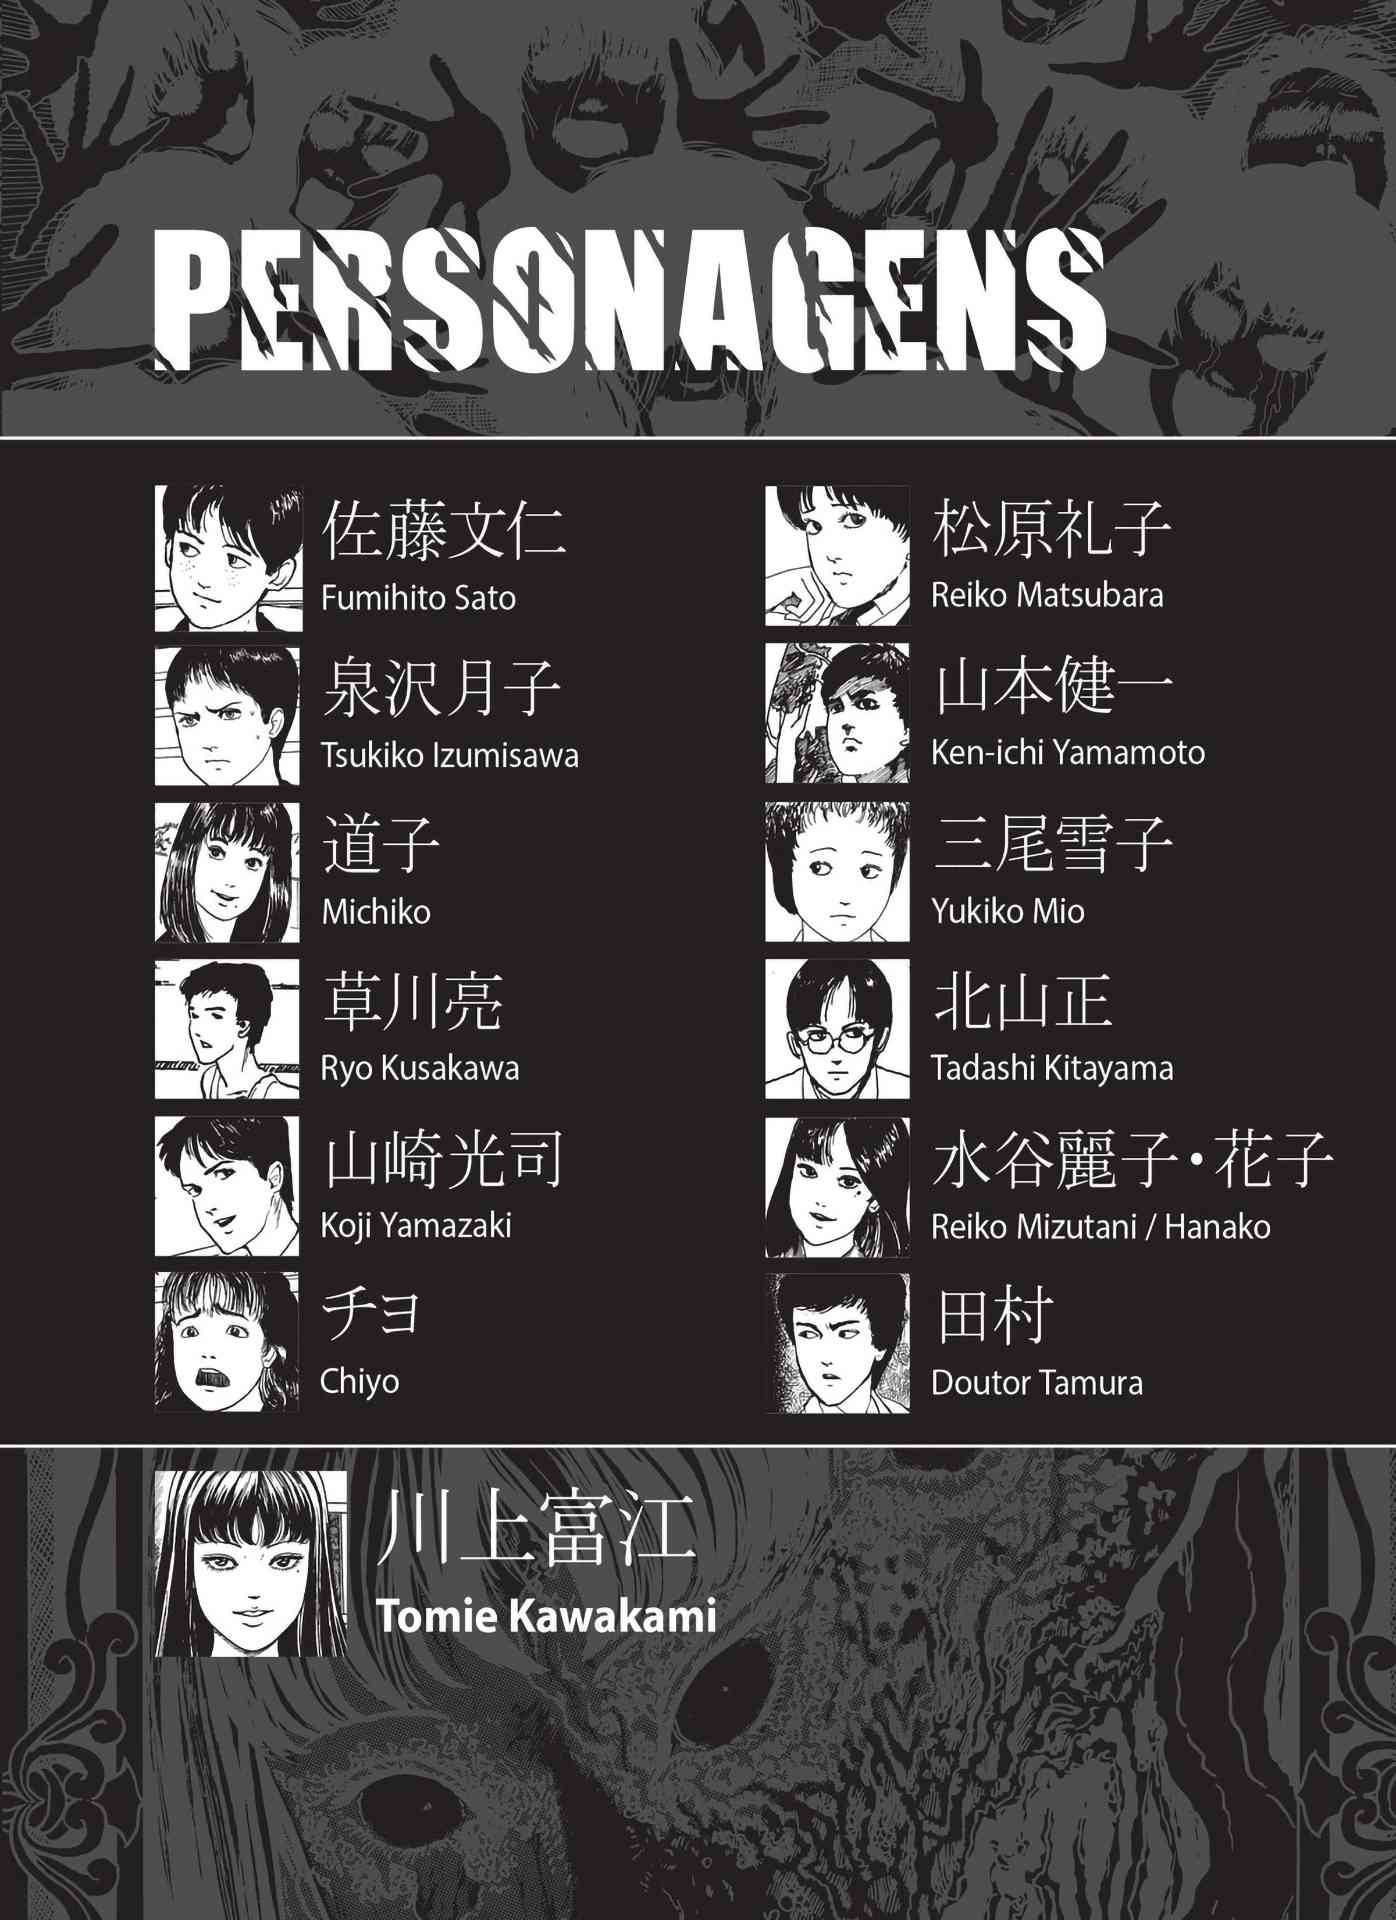 PERSONAGENS
佐藤文仁
Fumihito Sato
泉沢月子
Tsukiko Izumisawa
道子
Michiko
草川亮
Ryo Kusakawa
山崎光司
Koji Yamazaki
チヨ
Chiyo
松原礼子
Reiko Matsubara
山本健一
Ken-ichi Yamamoto
三尾雪子
Yukiko Mio
北山正
Tadashi Kitayama
水谷麗子・花子
Reiko Mizutani / Hanako
田村
Doutor Tamura
川上富江
Tomie Kawakami